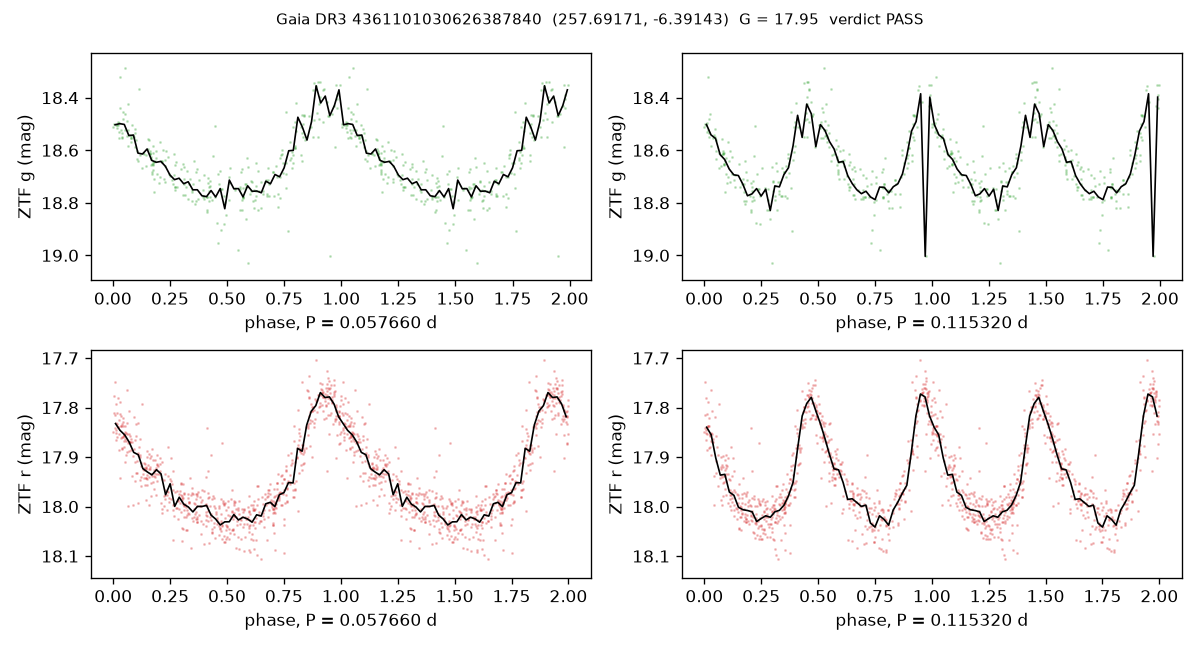 Gaia DR3 4361101030626387840 (257.69171, -6.39143) G = 17.95 verdict PASS
ZTF g (mag)
18.4
18.6
18.8
19.0
0.00 0.25 0.50 0.75 1.00 1.25 1.50 1.75 2.00
phase, P = 0.057660 d
ZTF g (mag)
18.4
18.6
18.8
19.0
0.00 0.25 0.50 0.75 1.00 1.25 1.50 1.75 2.00
phase, P = 0.115320 d
ZTF r (mag)
17.7
17.8
17.9
18.0
18.1
0.00 0.25 0.50 0.75 1.00 1.25 1.50 1.75 2.00
phase, P = 0.057660 d
ZTF r (mag)
17.7
17.8
17.9
18.0
18.1
0.00 0.25 0.50 0.75 1.00 1.25 1.50 1.75 2.00
phase, P = 0.115320 d